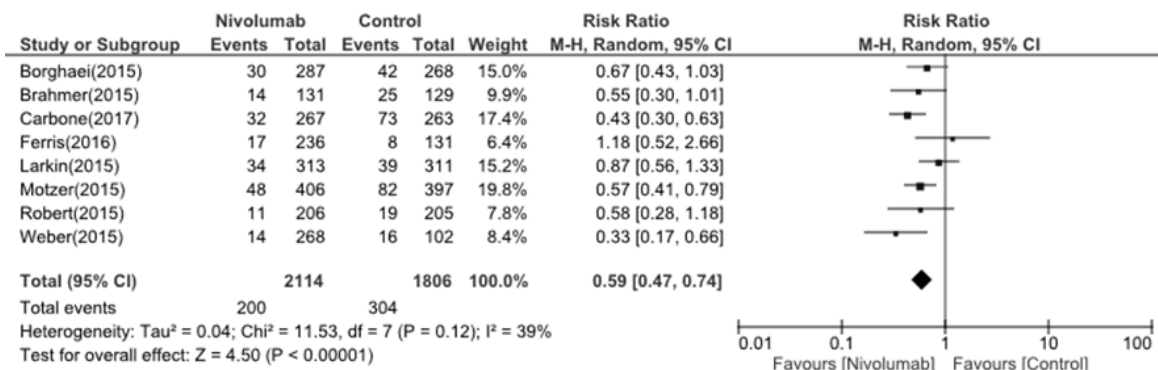 Nivolumab Control Risk Ratio Risk Ratio
Study or Subgroup Events Total Events Total Weight M-H, Random, 95% CI M-H, Random, 95% CI
Borghaei(2015) 30 287 42 268 15.0% 0.67 [0.43, 1.03]
Brahmer(2015) 14 131 25 129 9.9% 0.55 [0.30, 1.01]
Carbone(2017) 32 267 73 263 17.4% 0.43 [0.30, 0.63]
Ferris(2016) 17 236 8 131 6.4% 1.18 [0.52, 2.66]
Larkin(2015) 34 313 39 311 15.2% 0.87 [0.56, 1.33]
Motzer(2015) 48 406 82 397 19.8% 0.57 [0.41, 0.79]
Robert(2015) 11 206 19 205 7.8% 0.58 [0.28, 1.18]
Weber(2015) 14 268 16 102 8.4% 0.33 [0.17, 0.66]
Total (95% CI) 2114 1806 100.0% 0.59 [0.47, 0.74]
Total events 200 304
Heterogeneity: Tau² = 0.04; Chi² = 11.53, df = 7 (P = 0.12); I² = 39%
Test for overall effect: Z = 4.50 (P < 0.00001)
0.01 0.1 1 10 100
Favours [Nivolumab] Favours [Control]